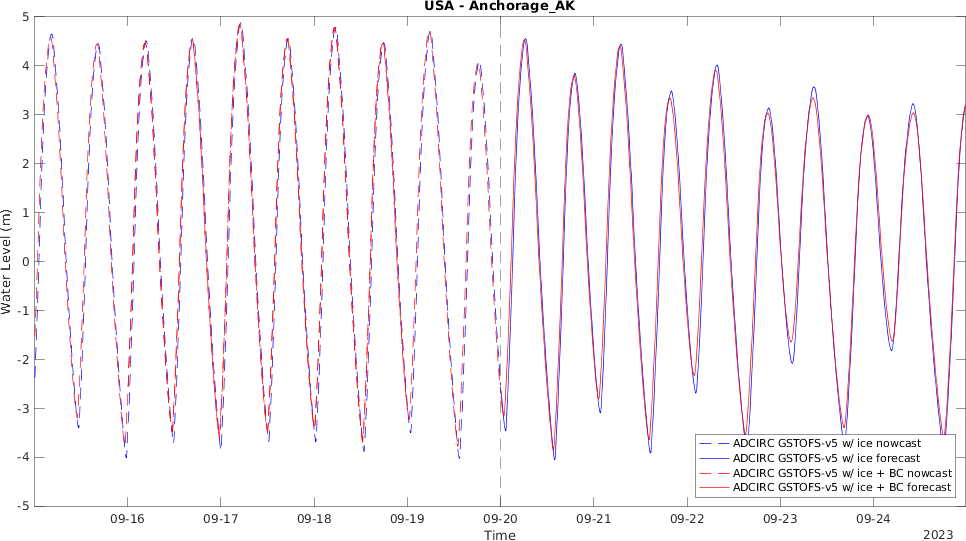 USA - Anchorage_AK
Water Level (m)
5
4
3
2
1
0
-1
-2
-3
-4
-5
ADCIRC GSTOFS-v5 w/ ice nowcast
ADCIRC GSTOFS-v5 w/ ice forecast
ADCIRC GSTOFS-v5 w/ ice + BC nowcast
ADCIRC GSTOFS-v5 w/ ice + BC forecast
09-16 09-17 09-18 09-19 09-20 09-21 09-22 09-23 09-24
Time
2023